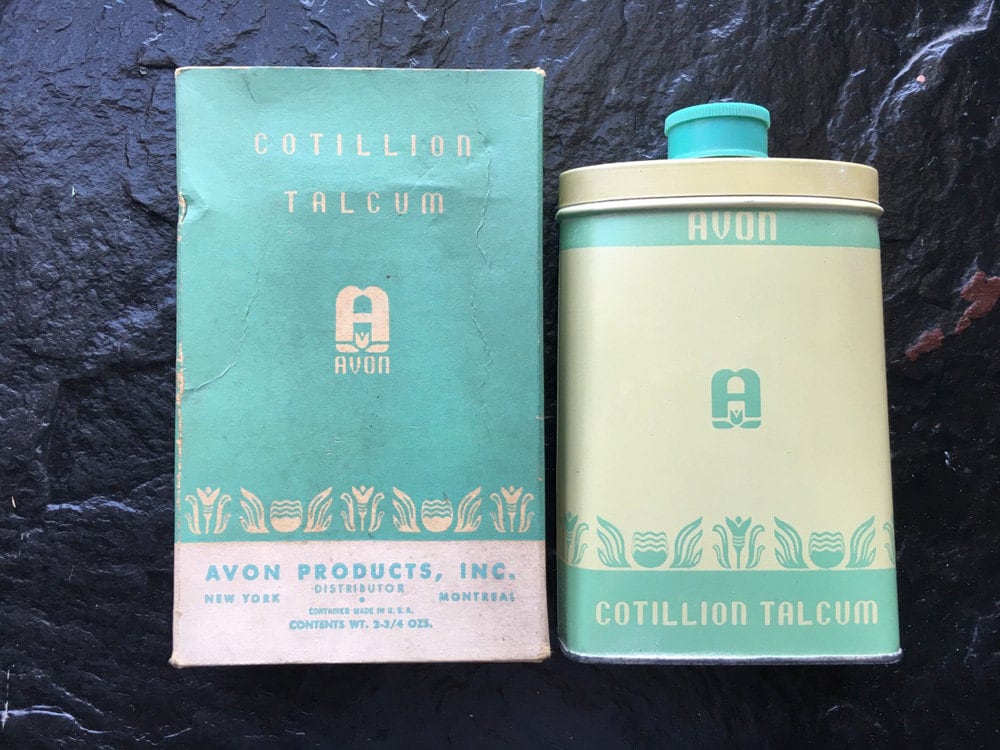 COTILLION
TALCUM
A
AVON
AVON PRODUCTS, INC.
DISTRIBUTOR
NEW YORK • MONTREAL
CONTAINER MADE IN U.S.A.
CONTENTS WT. 2-3/4 OZS.
AVON
A
COTILLION TALCUM